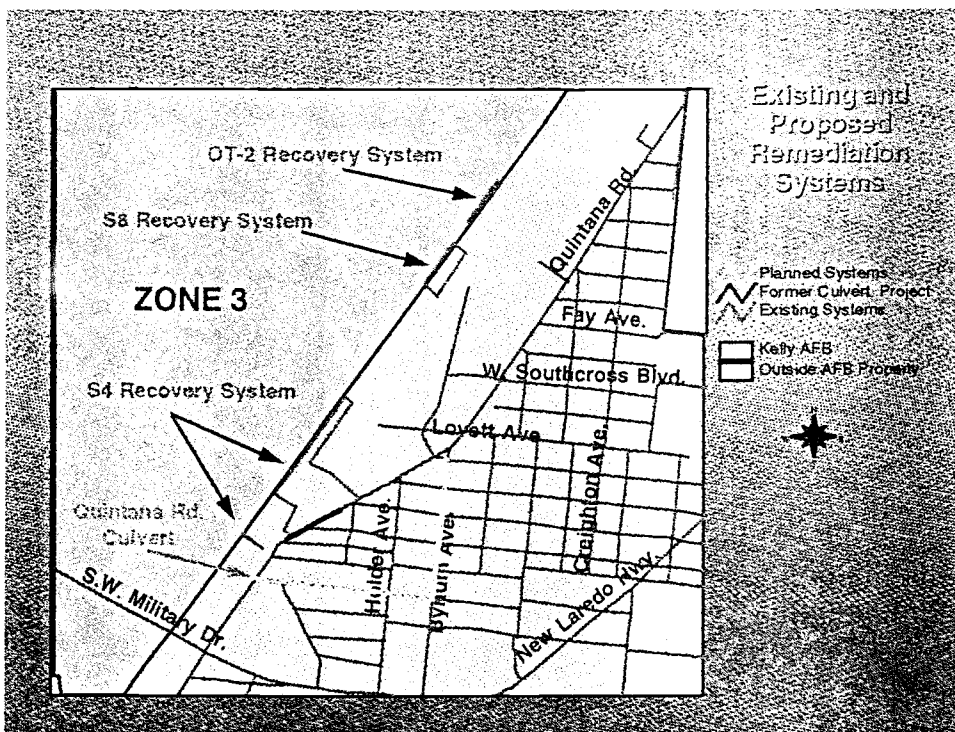 Existing and
Proposed
Remediation
Systems
OT-2 Recovery System
S8 Recovery System
ZONE 3
S4 Recovery System
Quintana Rd.
Culvert
S.W. Military Dr.
Quintana Rd.
Fay Ave.
W. Southcross Blvd.
Lovett Ave
Creighton Ave.
Holder Ave.
Bynum Ave.
New Laredo Hwy.
Planned Systems
Former Culvert Project
Existing Systems
Kelly AFB
Outside AFB Property